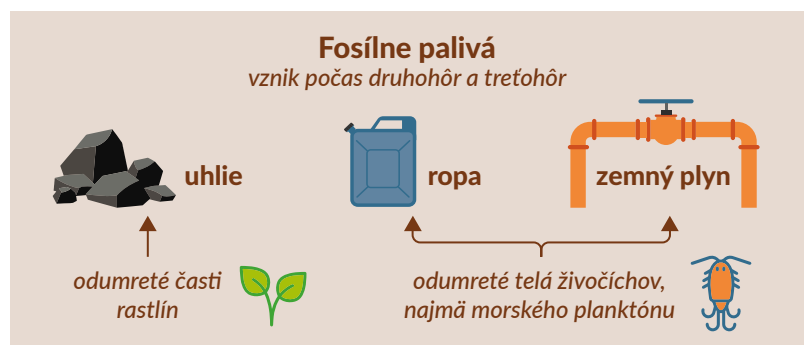 Fosílne palivá
vznik počas druhohôr a treťohôr
uhlie
ropa
zemný plyn
odumreté časti
rastlín
odumreté telá živočíchov,
najmä morského planktónu